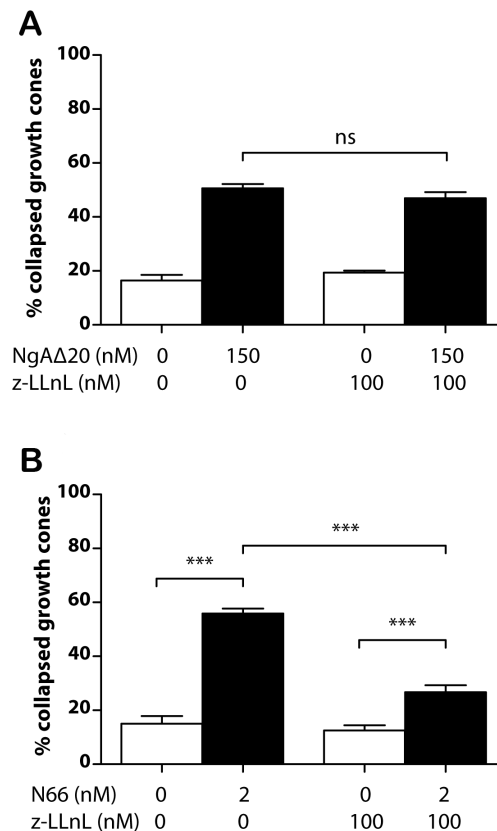 A
100
80
60
40
20
0
% collapsed growth cones
ns
NgAΔ20 (nM) 0 150 0 150
z-LLnL (nM) 0 0 100 100
B
100
80
60
40
20
0
% collapsed growth cones
***
***
***
N66 (nM) 0 2 0 2
z-LLnL (nM) 0 0 100 100